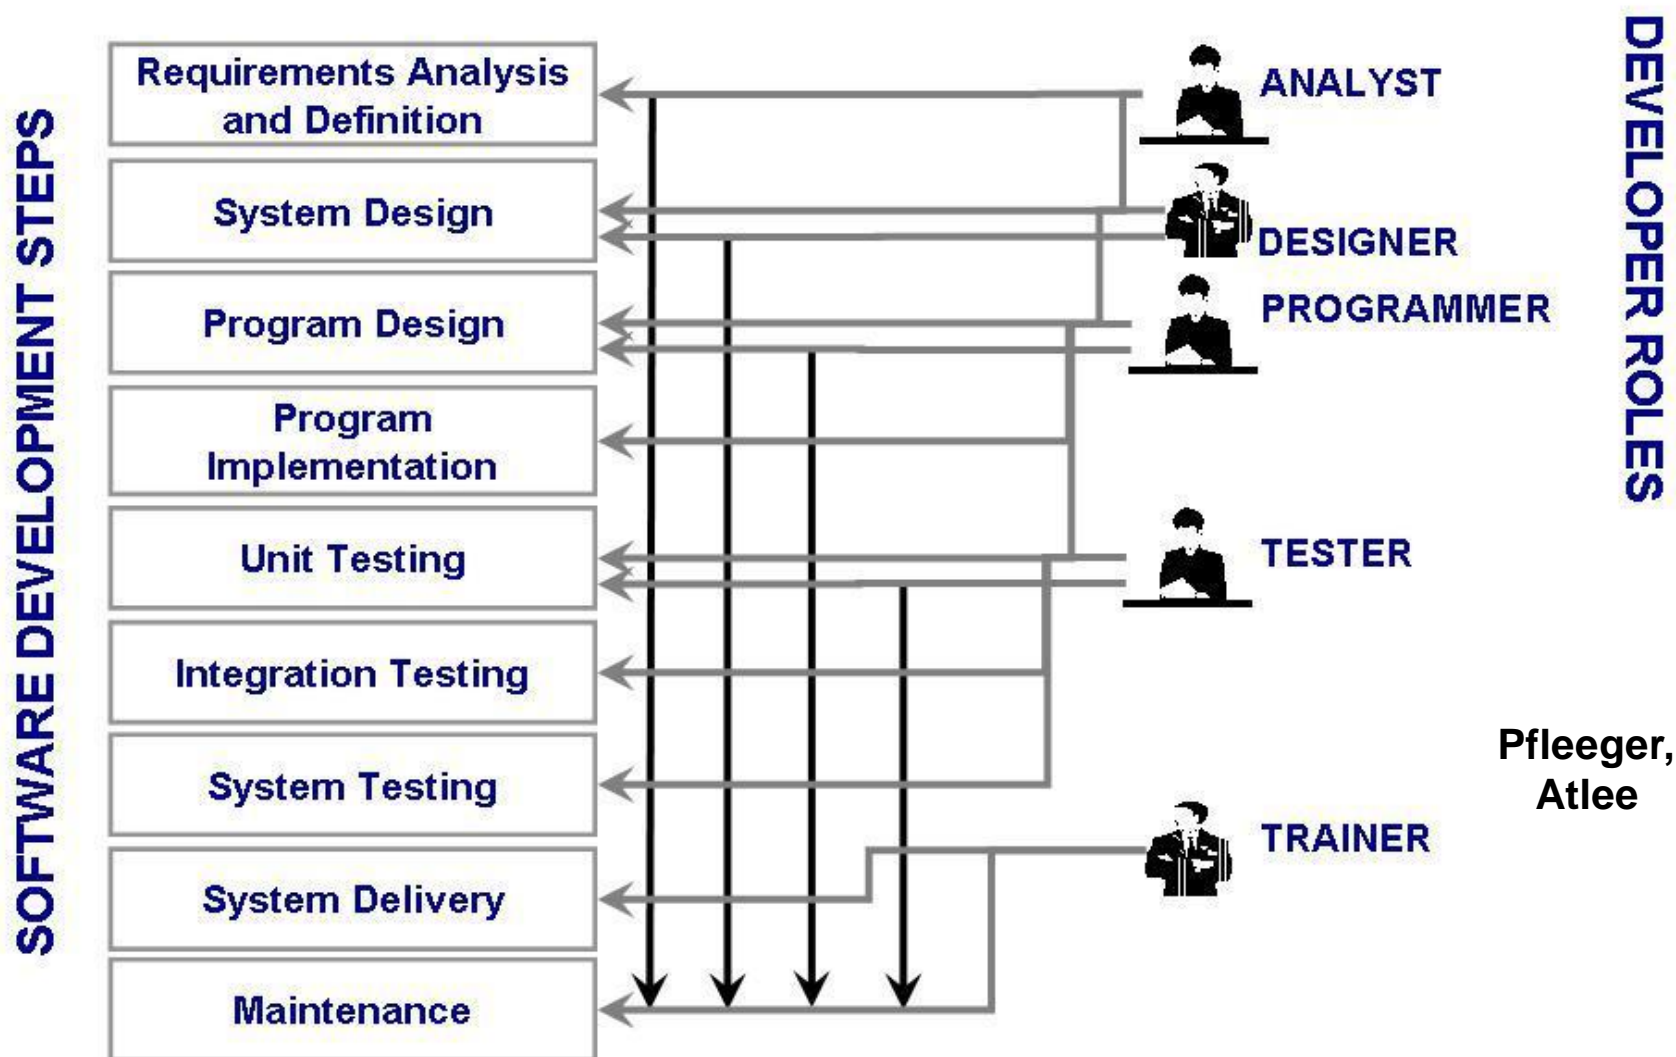 SOFTWARE DEVELOPMENT STEPS
Requirements Analysis
and Definition
System Design
Program Design
Program
Implementation
Unit Testing
Integration Testing
System Testing
System Delivery
Maintenance
ANALYST
DESIGNER
PROGRAMMER
TESTER
TRAINER
DEVELOPER ROLES
Pfleeger,
Atlee